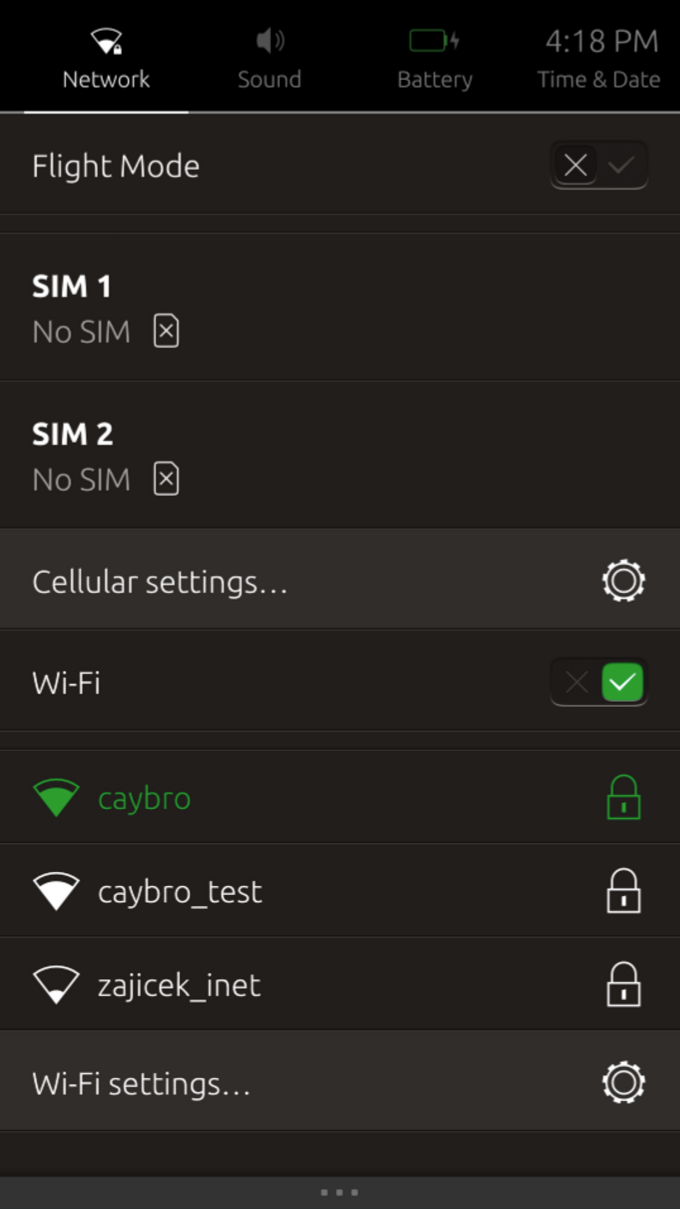 Network
Sound
Battery
4:18 PM
Time & Date
Flight Mode
SIM 1
No SIM
SIM 2
No SIM
Cellular settings...
Wi-Fi
caybro
caybro_test
zajicek_inet
Wi-Fi settings...